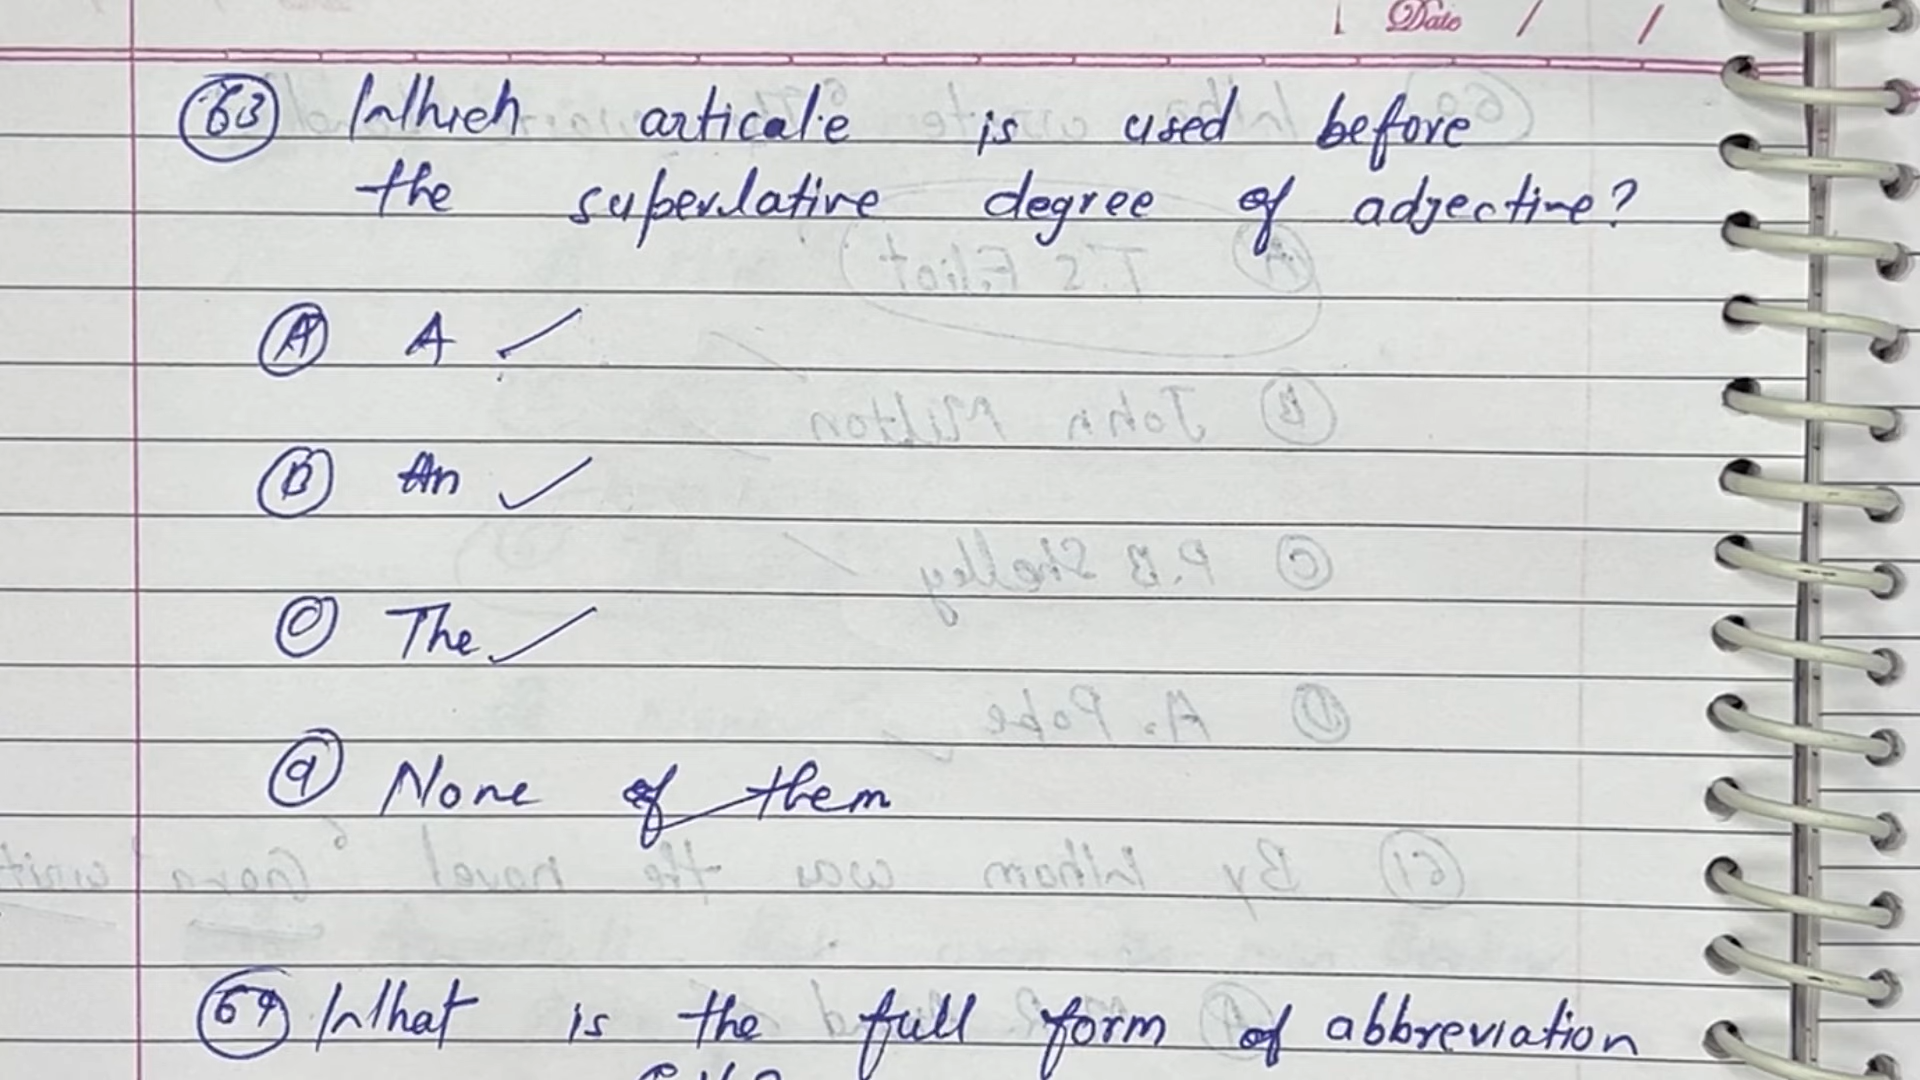 Date / /
63 Which articale is used before
the superlative degree of adjective?
A A ✓
B An ✓
C The ✓
d None of them
64 What is the full form of abbreviation